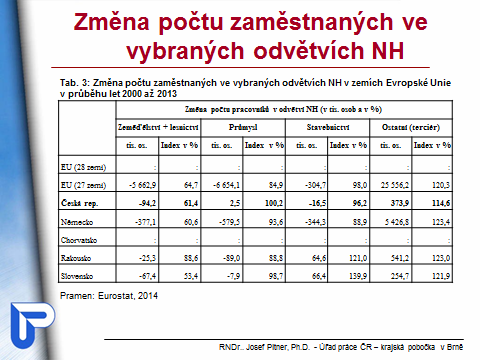 Změna počtu zaměstnaných ve
vybraných odvětvích NH
Tab. 3: Změna počtu zaměstnaných ve vybraných odvětvích NH v zemích Evropské Unie
v průběhu let 2000 až 2013
Změna počtu pracovníků v odvětví NH (v tis. osob a v %)
Zemědělství + lesnictví Průmysl Stavebnictví Ostatní (terciér)
tis. os. Index v % tis. os. Index v % tis. os. Index v % tis. os. Index v %
EU (28 zemí) : : : : : : : :
EU (27 zemí) -5 662,9 64,7 -6 654,1 84,9 -304,7 98,0 25 556,2 120,3
Česká rep. -94,2 61,4 2,5 100,2 -16,5 96,2 373,9 114,6
Německo -377,1 60,6 -579,5 93,6 -344,3 88,9 5 426,8 123,4
Chorvatsko : : : : : : : :
Rakousko -25,3 88,6 -89,0 88,8 64,6 121,0 541,2 123,0
Slovensko -67,4 53,4 -7,9 98,7 66,4 139,9 254,7 121,9
Pramen: Eurostat, 2014
RNDr.. Josef Pitner, Ph.D. - Úřad práce ČR – krajská pobočka v Brně